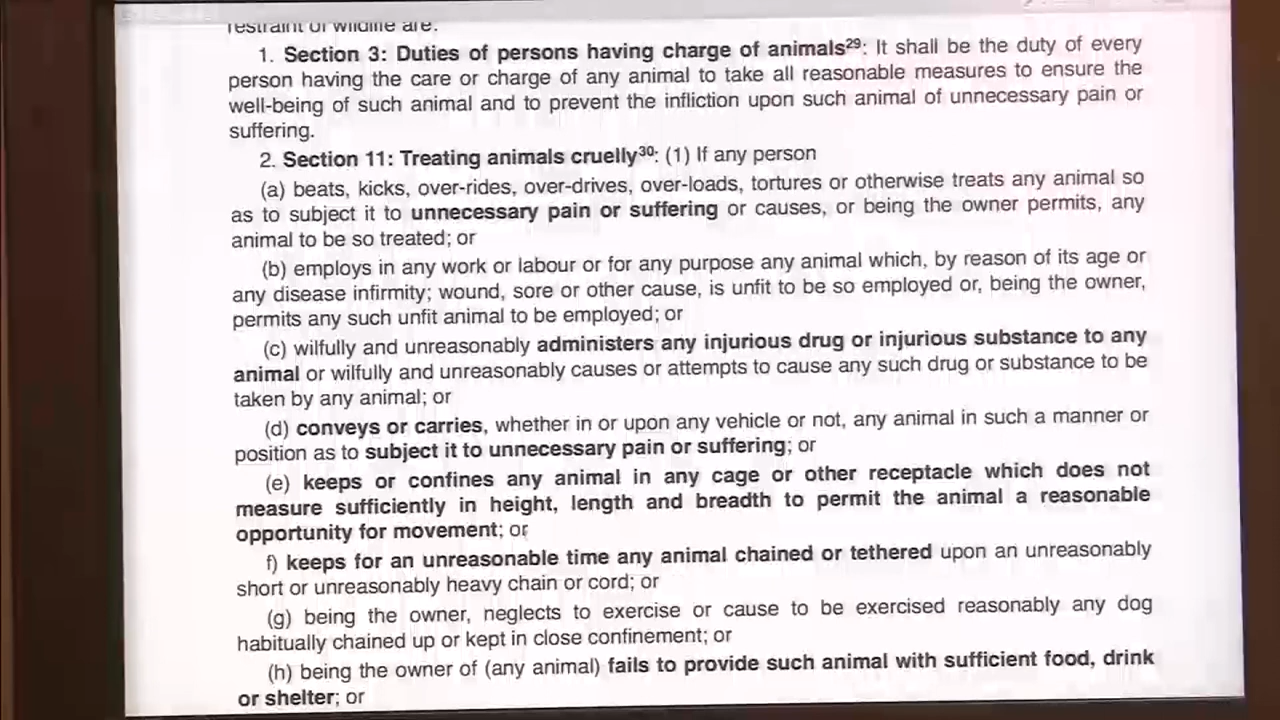 restraint of wildlife are:
1. Section 3: Duties of persons having charge of animals29: It shall be the duty of every
person having the care or charge of any animal to take all reasonable measures to ensure the
well-being of such animal and to prevent the infliction upon such animal of unnecessary pain or
suffering.
2. Section 11: Treating animals cruelly30: (1) If any person
(a) beats, kicks, over-rides, over-drives, over-loads, tortures or otherwise treats any animal so
as to subject it to unnecessary pain or suffering or causes, or being the owner permits, any
animal to be so treated; or
(b) employs in any work or labour or for any purpose any animal which, by reason of its age or
any disease infirmity; wound, sore or other cause, is unfit to be so employed or, being the owner,
permits any such unfit animal to be employed; or
(c) wilfully and unreasonably administers any injurious drug or injurious substance to any
animal or wilfully and unreasonably causes or attempts to cause any such drug or substance to be
taken by any animal; or
(d) conveys or carries, whether in or upon any vehicle or not, any animal in such a manner or
position as to subject it to unnecessary pain or suffering; or
(e) keeps or confines any animal in any cage or other receptacle which does not
measure sufficiently in height, length and breadth to permit the animal a reasonable
opportunity for movement; or
f) keeps for an unreasonable time any animal chained or tethered upon an unreasonably
short or unreasonably heavy chain or cord; or
(g) being the owner, neglects to exercise or cause to be exercised reasonably any dog
habitually chained up or kept in close confinement; or
(h) being the owner of (any animal) fails to provide such animal with sufficient food, drink
or shelter; or